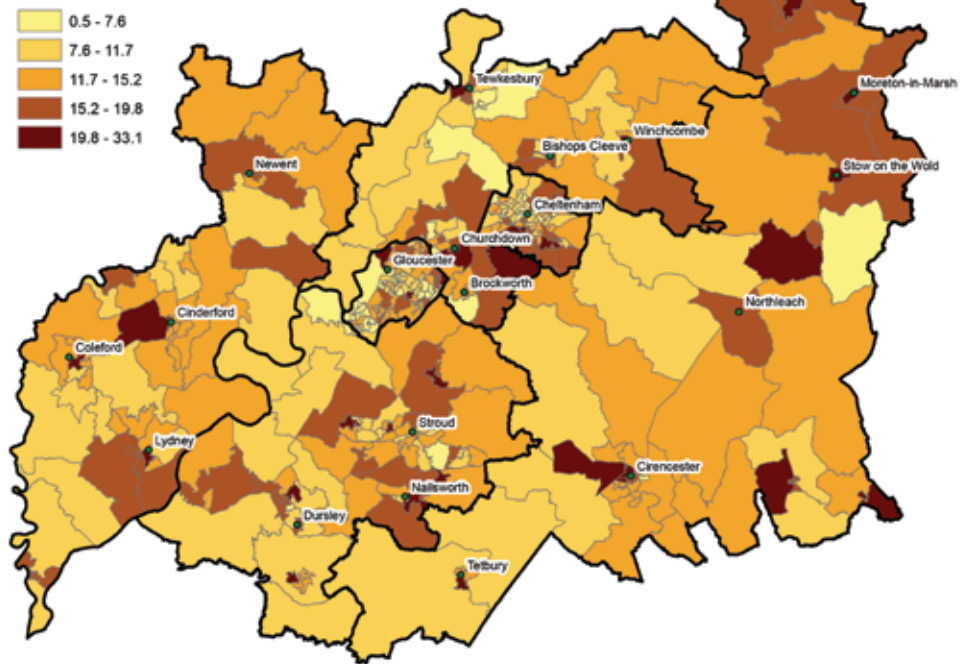 0.5 - 7.6
7.6 - 11.7
11.7 - 15.2
15.2 - 19.8
19.8 - 33.1
Tewkesbury
Moreton-in-Marsh
Winchcombe
Bishops Cleeve
Newent
Stow on the Wold
Cheltenham
Churchdown
Gloucester
Brockworth
Northleach
Cinderford
Coleford
Stroud
Lydney
Cirencester
Nailsworth
Dursley
Tetbury